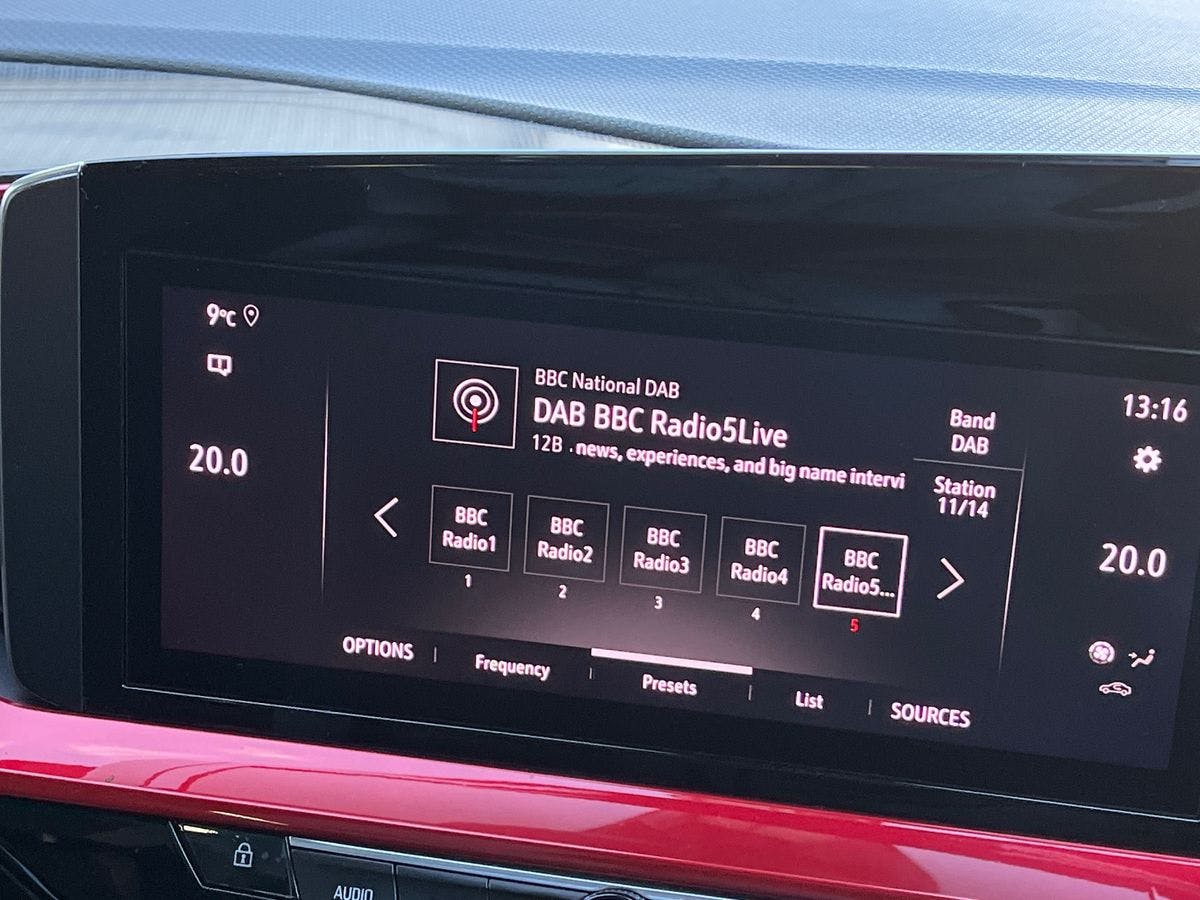 9°C
20.0
BBC National DAB
DAB BBC Radio5Live
12B · news, experiences, and big name intervi
Band
DAB
Station
11/14
13:16
20.0
BBC
Radio1
1
BBC
Radio2
2
BBC
Radio3
3
BBC
Radio4
4
BBC
Radio5...
5
OPTIONS
Frequency
Presets
List
SOURCES
AUDIO